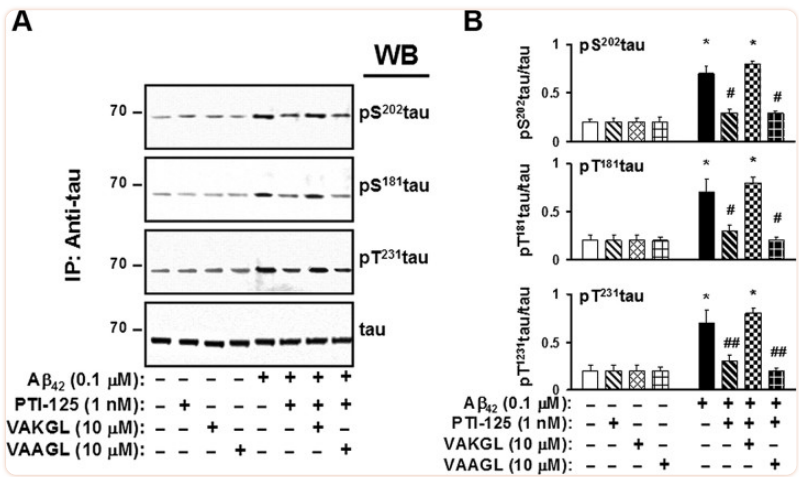 A
WB
IP: Anti-tau
70 –
pS²⁰²tau
70 –
pS¹⁸¹tau
70 –
pT²³¹tau
70 –
tau
Aβ₄₂ (0.1 μM): – – – – + + + +
PTI-125 (1 nM): – + – – – + + +
VAKGL (10 μM): – – + – – – + –
VAAGL (10 μM): – – – + – – – +
B
pS²⁰²tau/tau
1
0.5
0
pS²⁰²tau
* # * #
pT¹⁸¹tau/tau
1
0.5
0
pT¹⁸¹tau
* # * #
pT¹²³¹tau/tau
1
0.5
0
pT²³¹tau
* ## * ##
Aβ₄₂ (0.1 μM): – – – – + + + +
PTI-125 (1 nM): – + – – – + + +
VAKGL (10 μM): – – + – – – + –
VAAGL (10 μM): – – – + – – – +